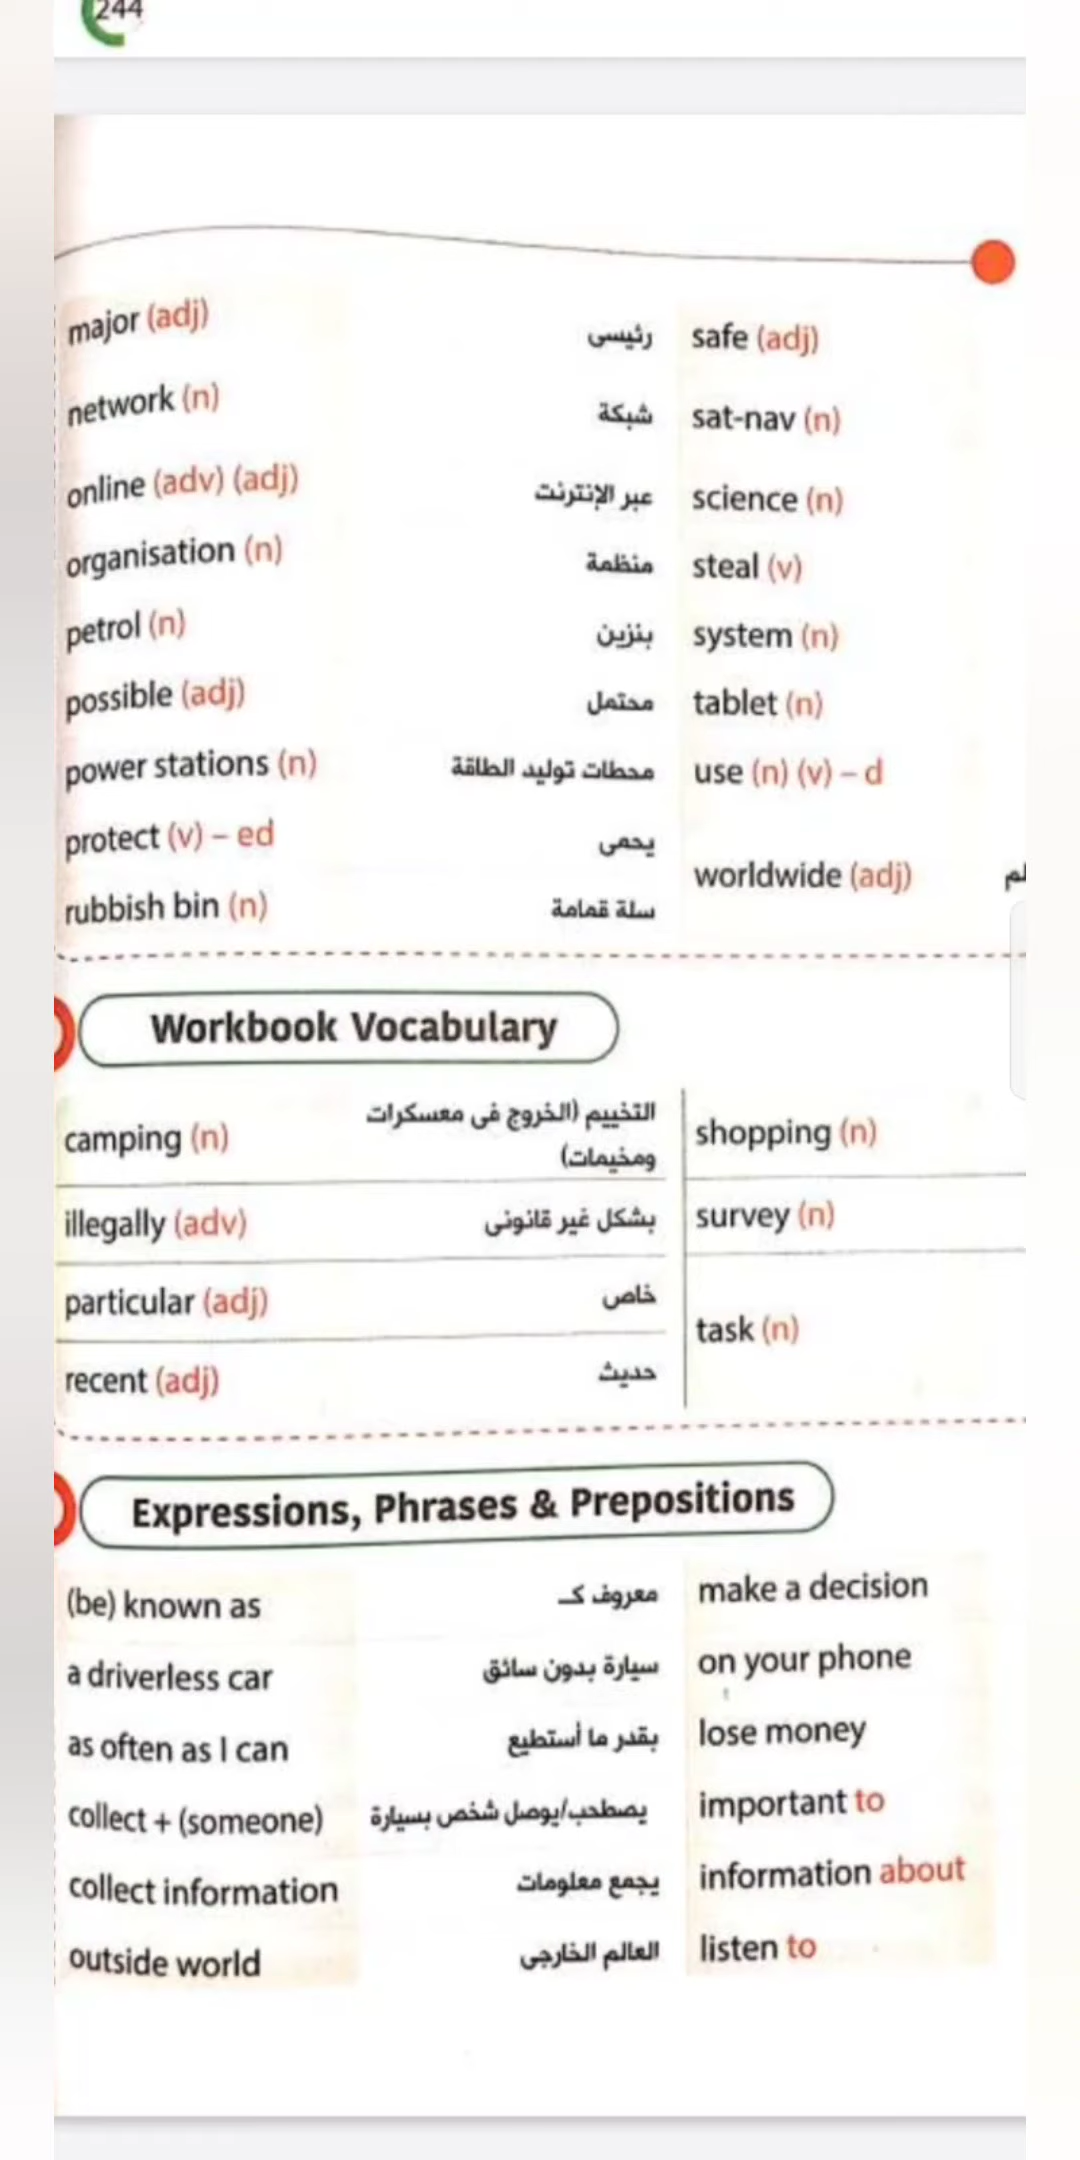 244
major (adj) رئيسى safe (adj)
network (n) شبكة sat-nav (n)
online (adv) (adj) عبر الإنترنت science (n)
organisation (n) منظمة steal (v)
petrol (n) بنزين system (n)
possible (adj) محتمل tablet (n)
power stations (n) محطات توليد الطاقة use (n) (v) – d
protect (v) – ed يحمى
worldwide (adj)
rubbish bin (n) سلة قمامة
Workbook Vocabulary
camping (n) التخييم (الخروج فى معسكرات
ومخيمات)
shopping (n)
illegally (adv) بشكل غير قانونى survey (n)
particular (adj) خاص
task (n)
recent (adj) حديث
Expressions, Phrases & Prepositions
(be) known as معروف كـ make a decision
a driverless car سيارة بدون سائق on your phone
as often as I can بقدر ما أستطيع lose money
collect + (someone) يصطحب/يوصل شخص بسيارة important to
collect information يجمع معلومات information about
outside world العالم الخارجى listen to